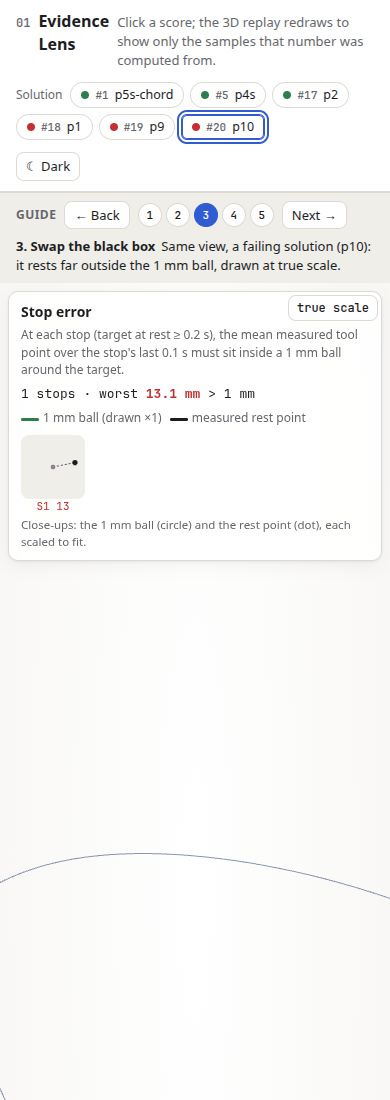 01 Evidence Lens
Click a score; the 3D replay redraws to
show only the samples that number was
computed from.
Solution #1 p5s-chord #5 p4s #17 p2
#18 p1 #19 p9 #20 p10
☾ Dark
GUIDE ← Back 1 2 3 4 5 Next →
3. Swap the black box Same view, a failing solution (p10):
it rests far outside the 1 mm ball, drawn at true scale.
Stop error
true scale
At each stop (target at rest ≥ 0.2 s), the mean measured tool
point over the stop's last 0.1 s must sit inside a 1 mm ball
around the target.
1 stops · worst 13.1 mm > 1 mm
1 mm ball (drawn ×1) measured rest point
S1 13
Close-ups: the 1 mm ball (circle) and the rest point (dot), each
scaled to fit.